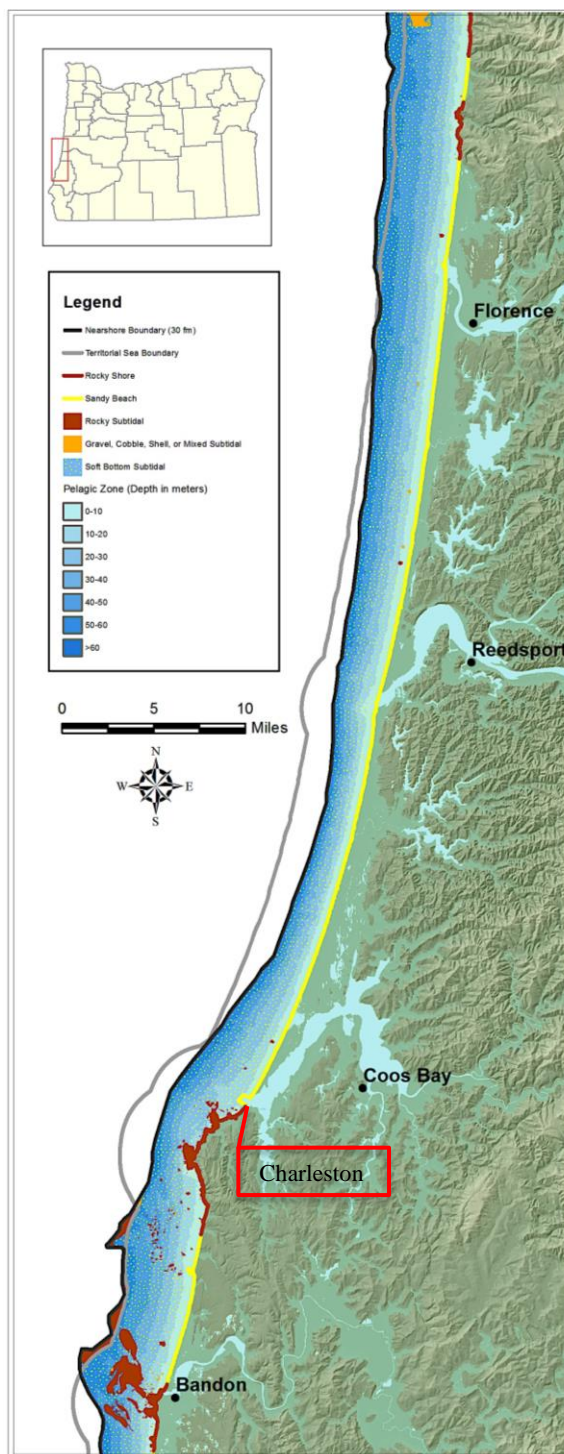 Legend
Nearshore Boundary (30 fm)
Territorial Sea Boundary
Rocky Shore
Sandy Beach
Rocky Subtidal
Gravel, Cobble, Shell, or Mixed Subtidal
Soft Bottom Subtidal
Pelagic Zone (Depth in meters)
0-10
10-20
20-30
30-40
40-50
50-60
>60
0 5 10
Miles
N
W E
S
Florence
Reedsport
Coos Bay
Charleston
Bandon